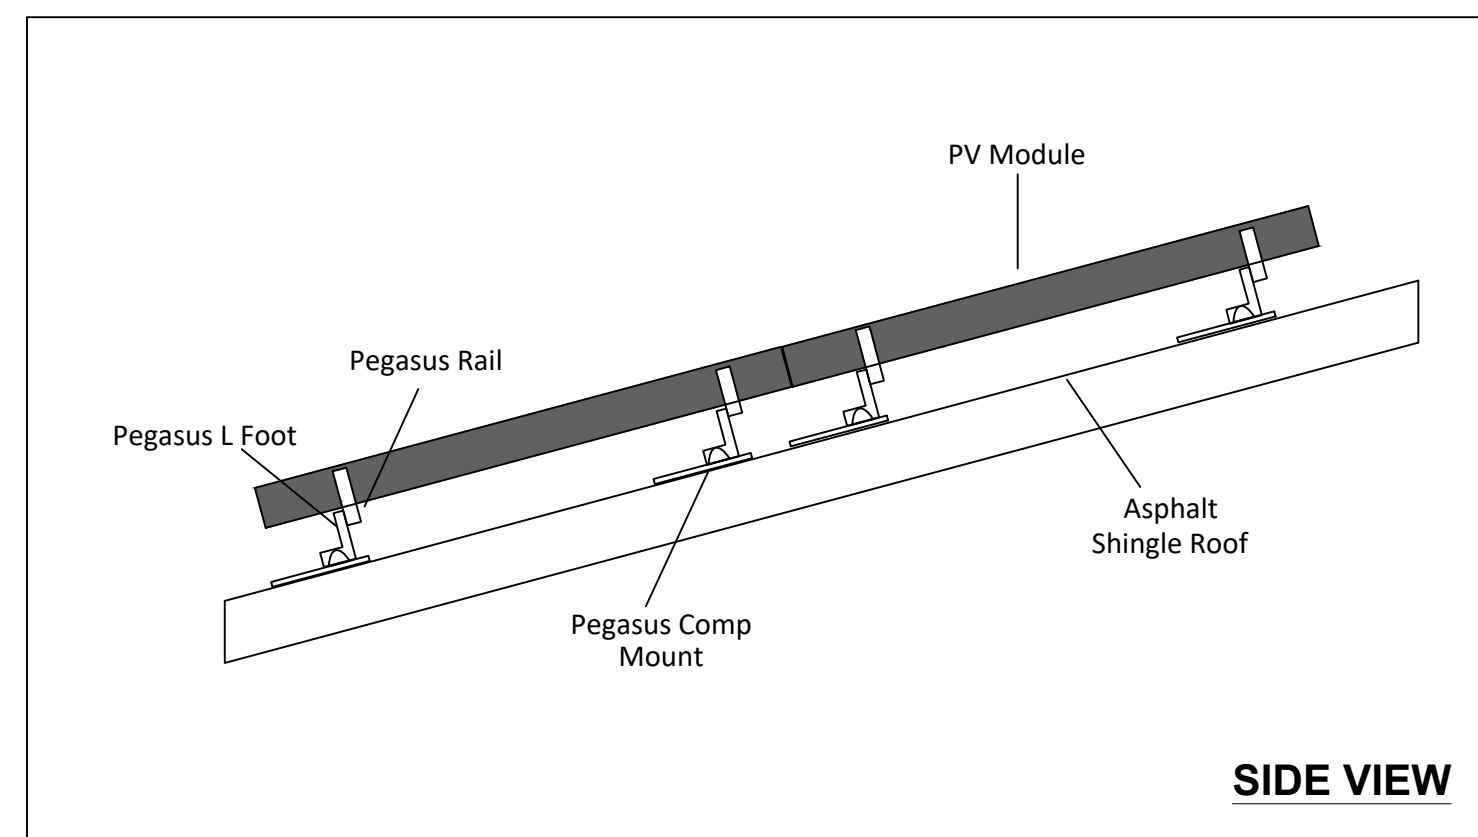 PV Module
Pegasus Rail
Pegasus L Foot
Asphalt
Shingle Roof
Pegasus Comp
Mount
SIDE VIEW